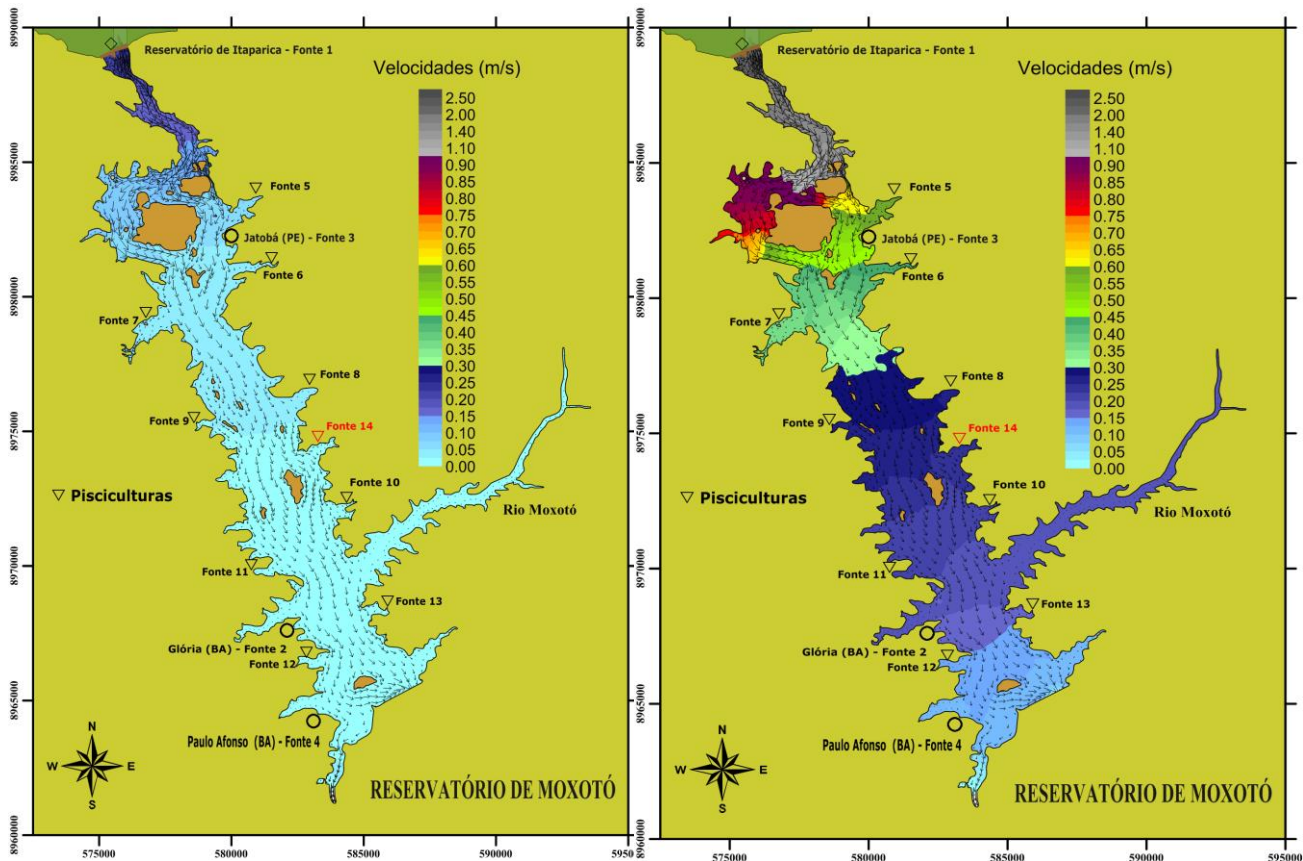 Reservatório de Itaparica - Fonte 1
Velocidades (m/s)
2.50
2.00
1.40
1.10
0.90
0.85
0.80
0.75
0.70
0.65
0.60
0.55
0.50
0.45
0.40
0.35
0.30
0.25
0.20
0.15
0.10
0.05
0.00
Fonte 5
Jatobá (PE) - Fonte 3
Fonte 6
Fonte 7
Fonte 8
Fonte 9
Fonte 14
Pisciculturas
Fonte 10
Rio Moxotó
Fonte 11
Fonte 13
Glória (BA) - Fonte 2
Fonte 12
Paulo Afonso (BA) - Fonte 4
N
W E
S
RESERVATÓRIO DE MOXOTÓ
8990000
8985000
8980000
8975000
8970000
8965000
8960000
575000 580000 585000 590000 5950
Reservatório de Itaparica - Fonte 1
Velocidades (m/s)
2.50
2.00
1.40
1.10
0.90
0.85
0.80
0.75
0.70
0.65
0.60
0.55
0.50
0.45
0.40
0.35
0.30
0.25
0.20
0.15
0.10
0.05
0.00
Fonte 5
Jatobá (PE) - Fonte 3
Fonte 6
Fonte 7
Fonte 8
Fonte 9
Fonte 14
Pisciculturas
Fonte 10
Rio Moxotó
Fonte 11
Fonte 13
Glória (BA) - Fonte 2
Fonte 12
Paulo Afonso (BA) - Fonte 4
N
W E
S
RESERVATÓRIO DE MOXOTÓ
8990000
8985000
8980000
8975000
8970000
8965000
8960000
575000 580000 585000 590000 595000